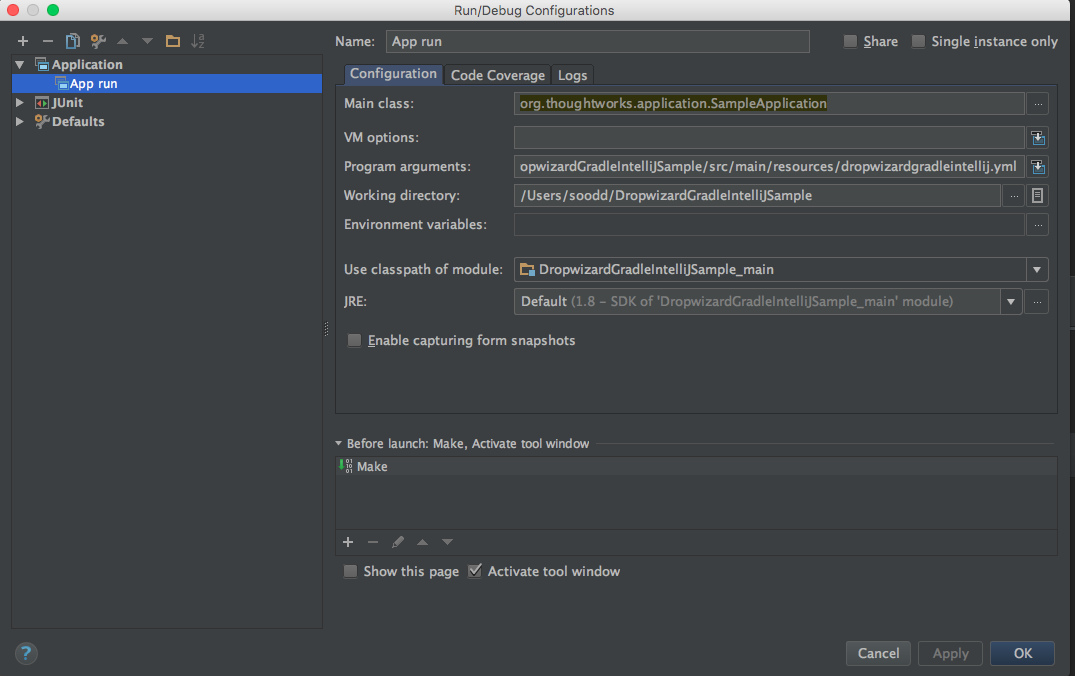 Run/Debug Configurations
Name: App run Share Single instance only
Application
App run
JUnit
Defaults
Configuration Code Coverage Logs
Main class: org.thoughtworks.application.SampleApplication ...
VM options:
Program arguments: opwizardGradleIntelliJSample/src/main/resources/dropwizardgradleintellij.yml
Working directory: /Users/soodd/DropwizardGradleIntelliJSample ...
Environment variables: ...
Use classpath of module: DropwizardGradleIntelliJSample_main
JRE: Default (1.8 - SDK of 'DropwizardGradleIntelliJSample_main' module) ...
Enable capturing form snapshots
Before launch: Make, Activate tool window
Make
Show this page Activate tool window
? Cancel Apply OK